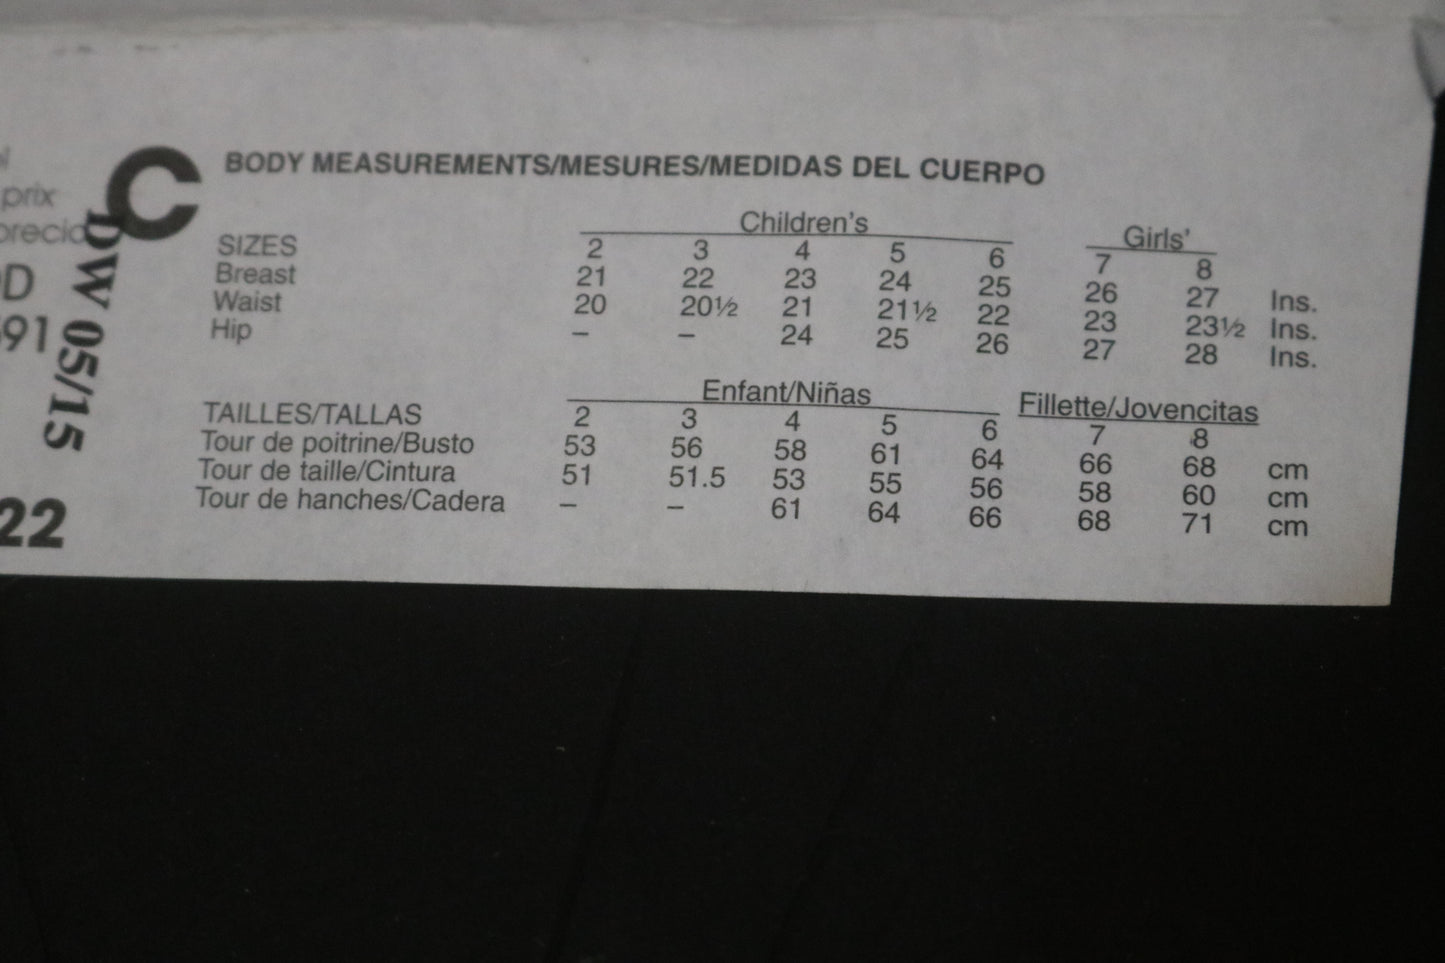 prix
C
DW 05/15
22
BODY MEASUREMENTS/MESURES/MEDIDAS DEL CUERPO
Children's Girls'
SIZES 2 3 4 5 6 7 8
Breast 21 22 23 24 25 26 27 Ins.
Waist 20 20½ 21 21½ 22 23 23½ Ins.
Hip – – 24 25 26 27 28 Ins.
Enfant/Niñas Fillette/Jovencitas
TAILLES/TALLAS 2 3 4 5 6 7 8
Tour de poitrine/Busto 53 56 58 61 64 66 68 cm
Tour de taille/Cintura 51 51.5 53 55 56 58 60 cm
Tour de hanches/Cadera – – 61 64 66 68 71 cm